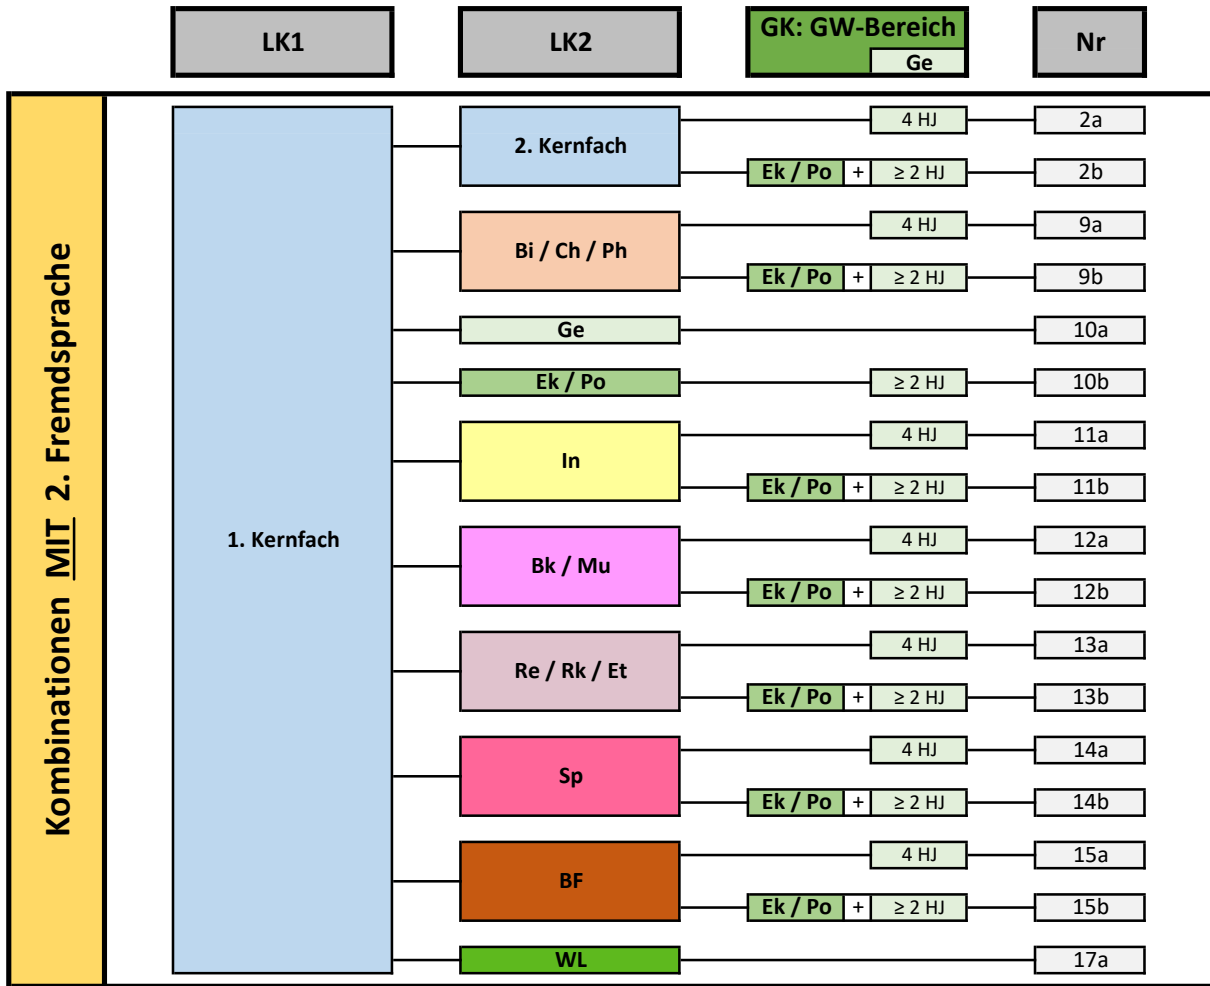 LK1 LK2 GK: GW-Bereich Nr
Ge
Kombinationen MIT 2. Fremdsprache
1. Kernfach
2. Kernfach
4 HJ 2a
Ek / Po + ≥ 2 HJ 2b
Bi / Ch / Ph
4 HJ 9a
Ek / Po + ≥ 2 HJ 9b
Ge 10a
Ek / Po ≥ 2 HJ 10b
In
4 HJ 11a
Ek / Po + ≥ 2 HJ 11b
Bk / Mu
4 HJ 12a
Ek / Po + ≥ 2 HJ 12b
Re / Rk / Et
4 HJ 13a
Ek / Po + ≥ 2 HJ 13b
Sp
4 HJ 14a
Ek / Po + ≥ 2 HJ 14b
BF
4 HJ 15a
Ek / Po + ≥ 2 HJ 15b
WL 17a